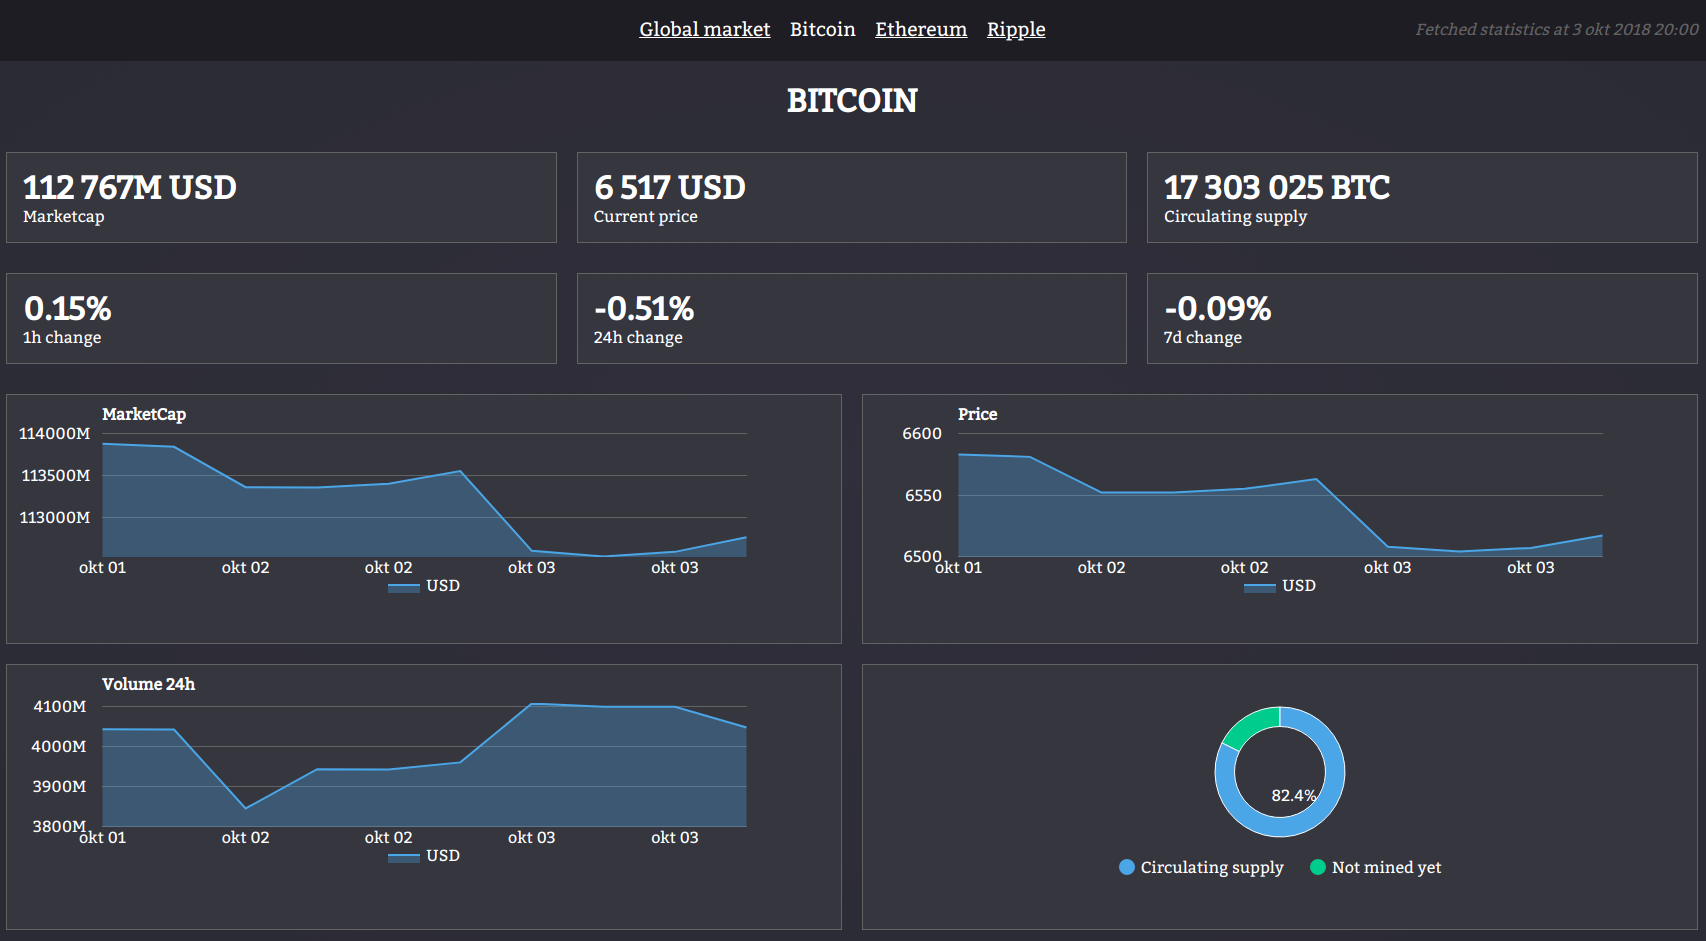 Global market Bitcoin Ethereum Ripple
Fetched statistics at 3 okt 2018 20:00
BITCOIN
112 767M USD
Marketcap
6 517 USD
Current price
17 303 025 BTC
Circulating supply
0.15%
1h change
-0.51%
24h change
-0.09%
7d change
MarketCap
114000M
113500M
113000M
okt 01 okt 02 okt 02 okt 03 okt 03
USD
Price
6600
6550
6500
okt 01 okt 02 okt 02 okt 03 okt 03
USD
Volume 24h
4100M
4000M
3900M
3800M
okt 01 okt 02 okt 02 okt 03 okt 03
USD
82.4%
Circulating supply Not mined yet